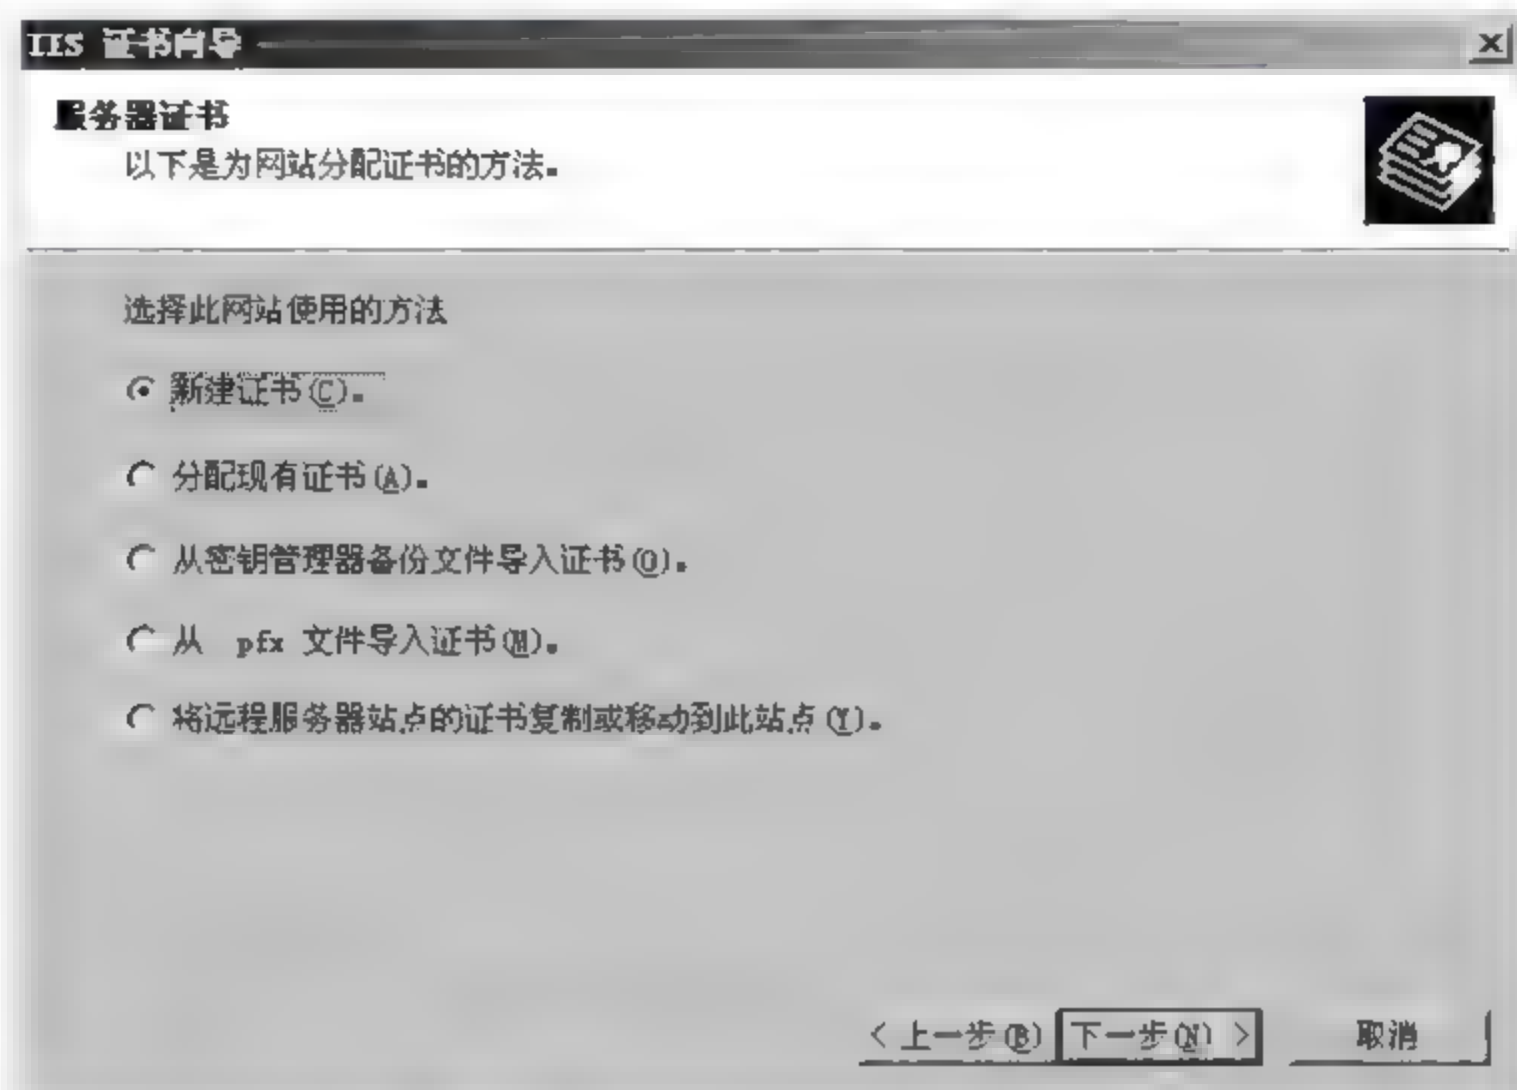 IIS 证书向导
服务器证书
以下是为网站分配证书的方法。
选择此网站使用的方法
新建证书(C)。
分配现有证书(A)。
从密钥管理器备份文件导入证书(O)。
从 pfx 文件导入证书(M)。
将远程服务器站点的证书复制或移动到此站点(Y)。
< 上一步(B) 下一步(N) > 取消